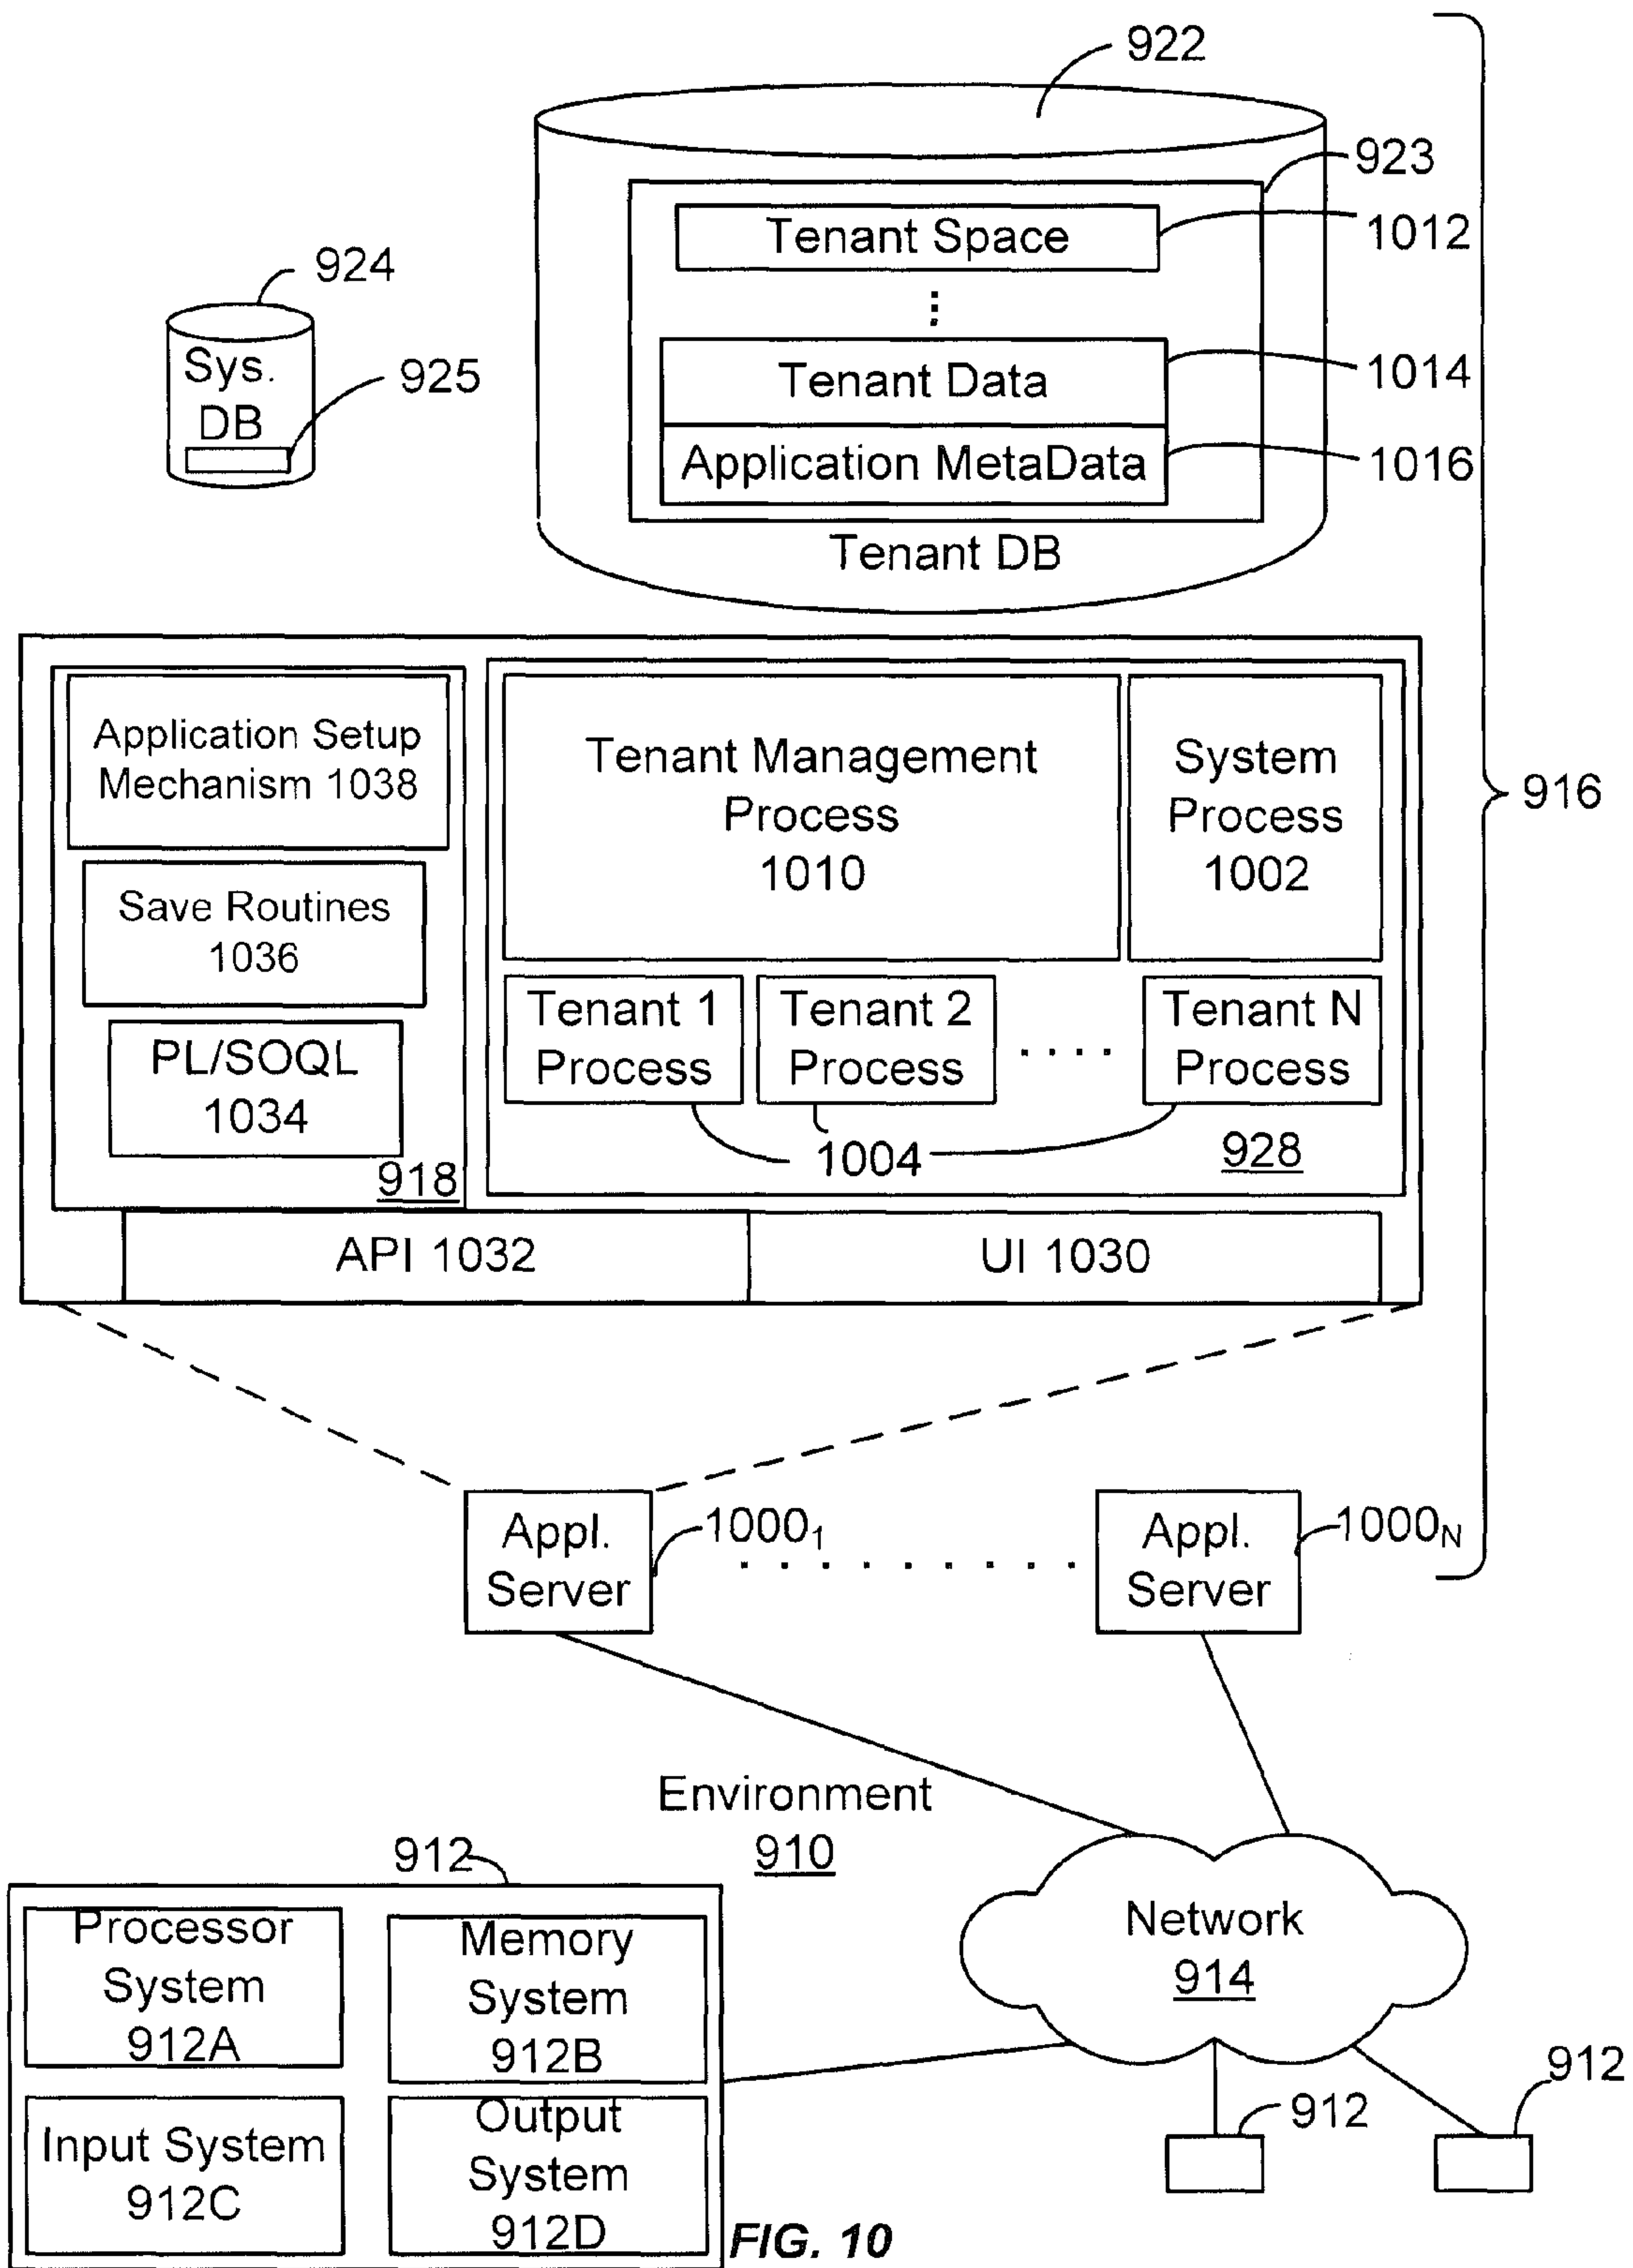 922
923
Tenant Space
1012
924
Sys.
DB
925
Tenant Data
1014
Application MetaData
1016
Tenant DB
Application Setup
Mechanism 1038
Tenant Management
Process
1010
System
Process
1002
916
Save Routines
1036
Tenant 1
Process
Tenant 2
Process
. . . .
Tenant N
Process
PL/SOQL
1034
1004
928
918
API 1032
UI 1030
Appl.
Server
1000₁
. . . . . . . . .
Appl.
Server
1000N
Environment
910
912
Processor
System
912A
Memory
System
912B
Network
914
Input System
912C
Output
System
912D
912
912
FIG. 10